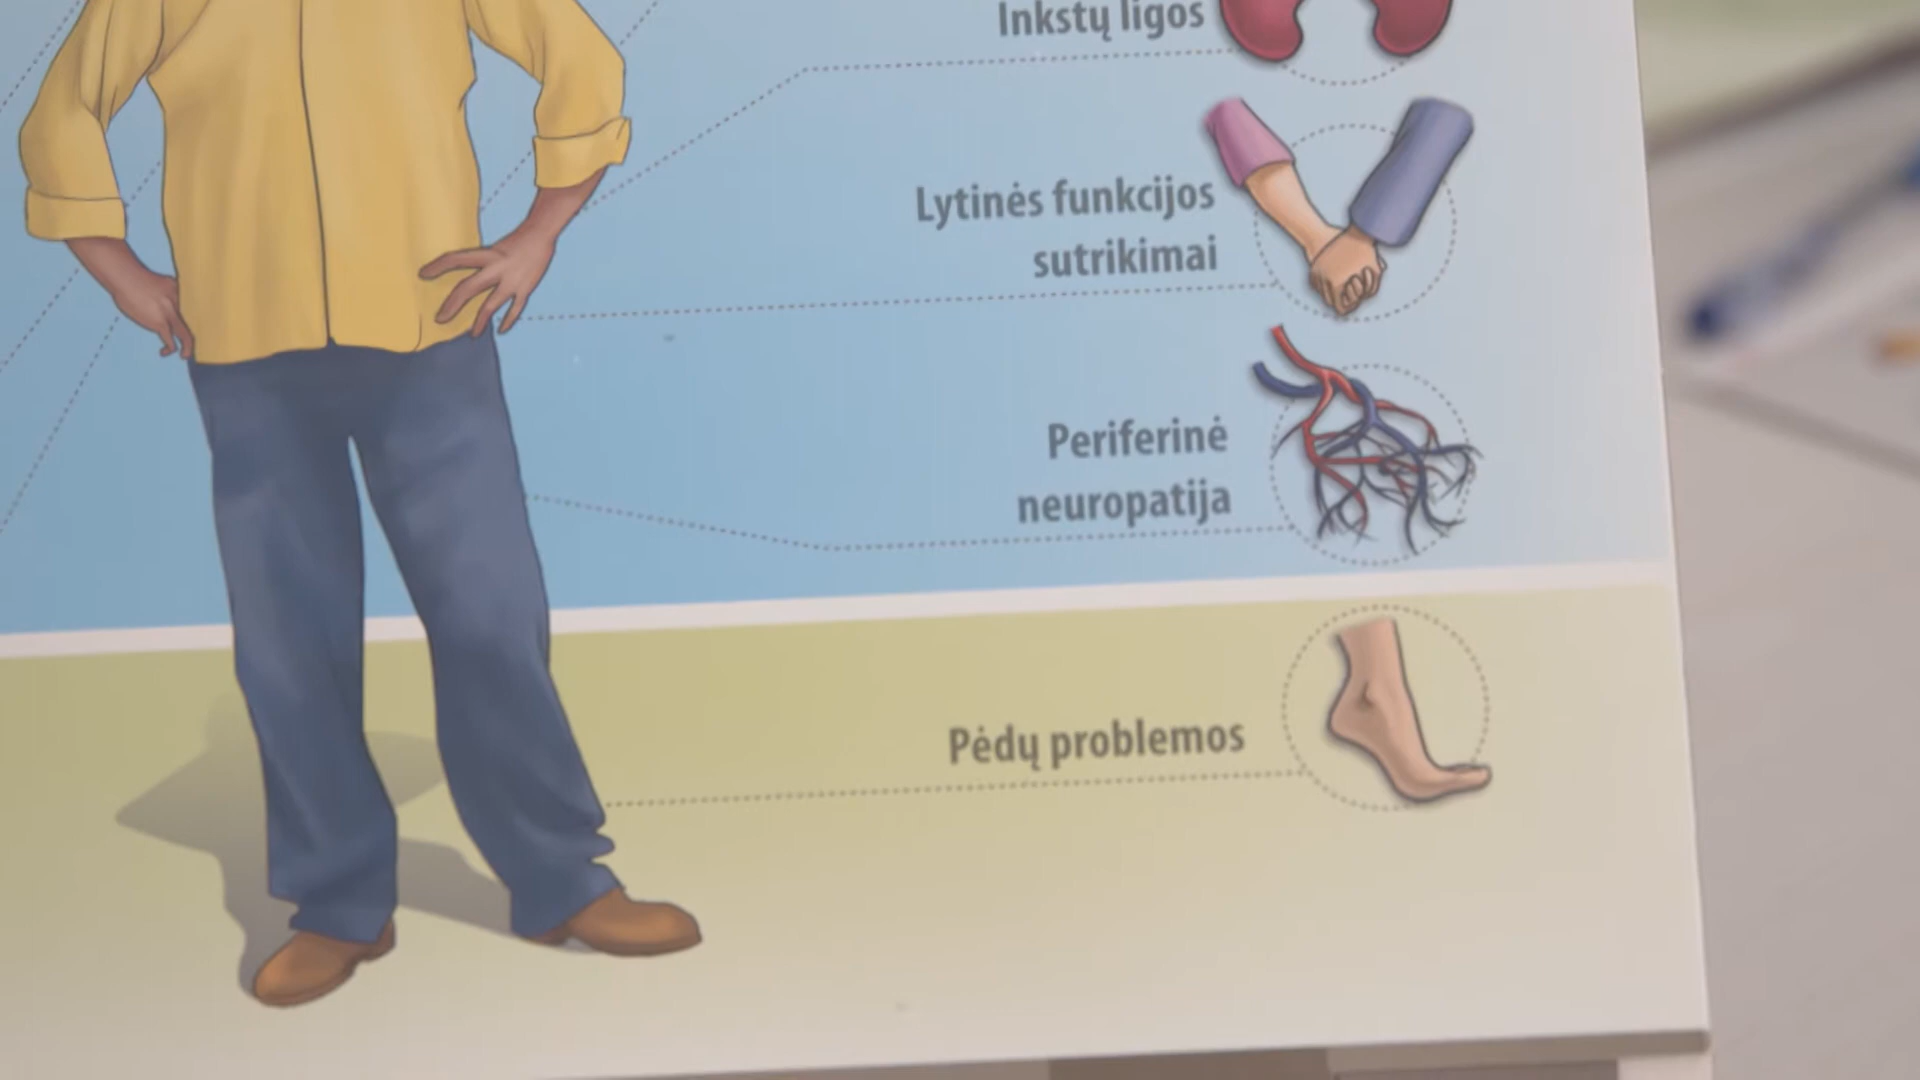 Inkstų ligos
Lytinės funkcijos
sutrikimai
Periferinė
neuropatija
Pėdų problemos